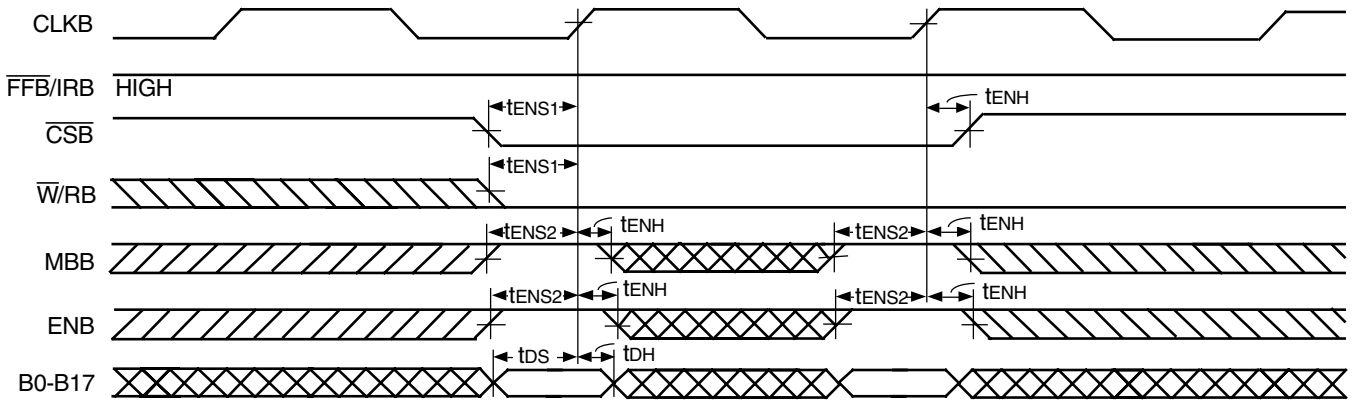 CLKB
FFB/IRB HIGH
tENS1 tENH
CSB
tENS1
W/RB
tENS2 tENH tENS2 tENH
MBB
tENS2 tENH tENS2 tENH
ENB
tDS tDH
B0-B17